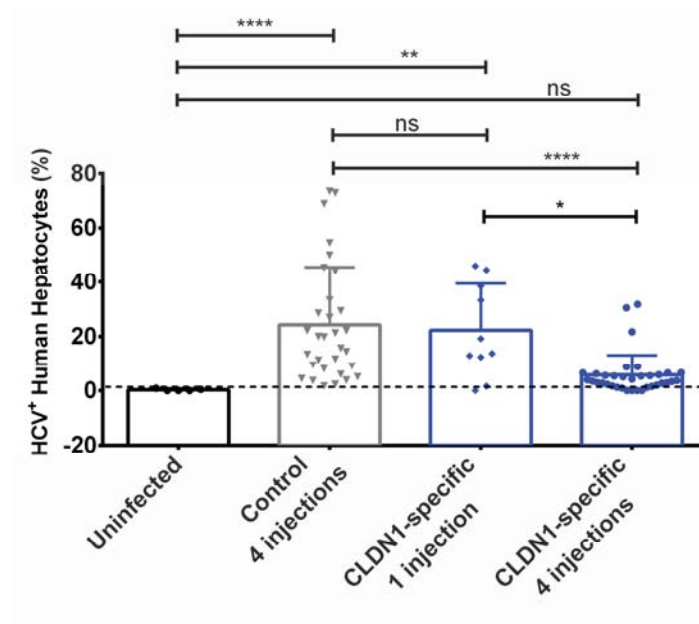 ****
**
ns
ns
****
*
HCV+ Human Hepatocytes (%)
80
60
40
20
0
-20
Uninfected
Control
4 injections
CLDN1-specific
1 injection
CLDN1-specific
4 injections